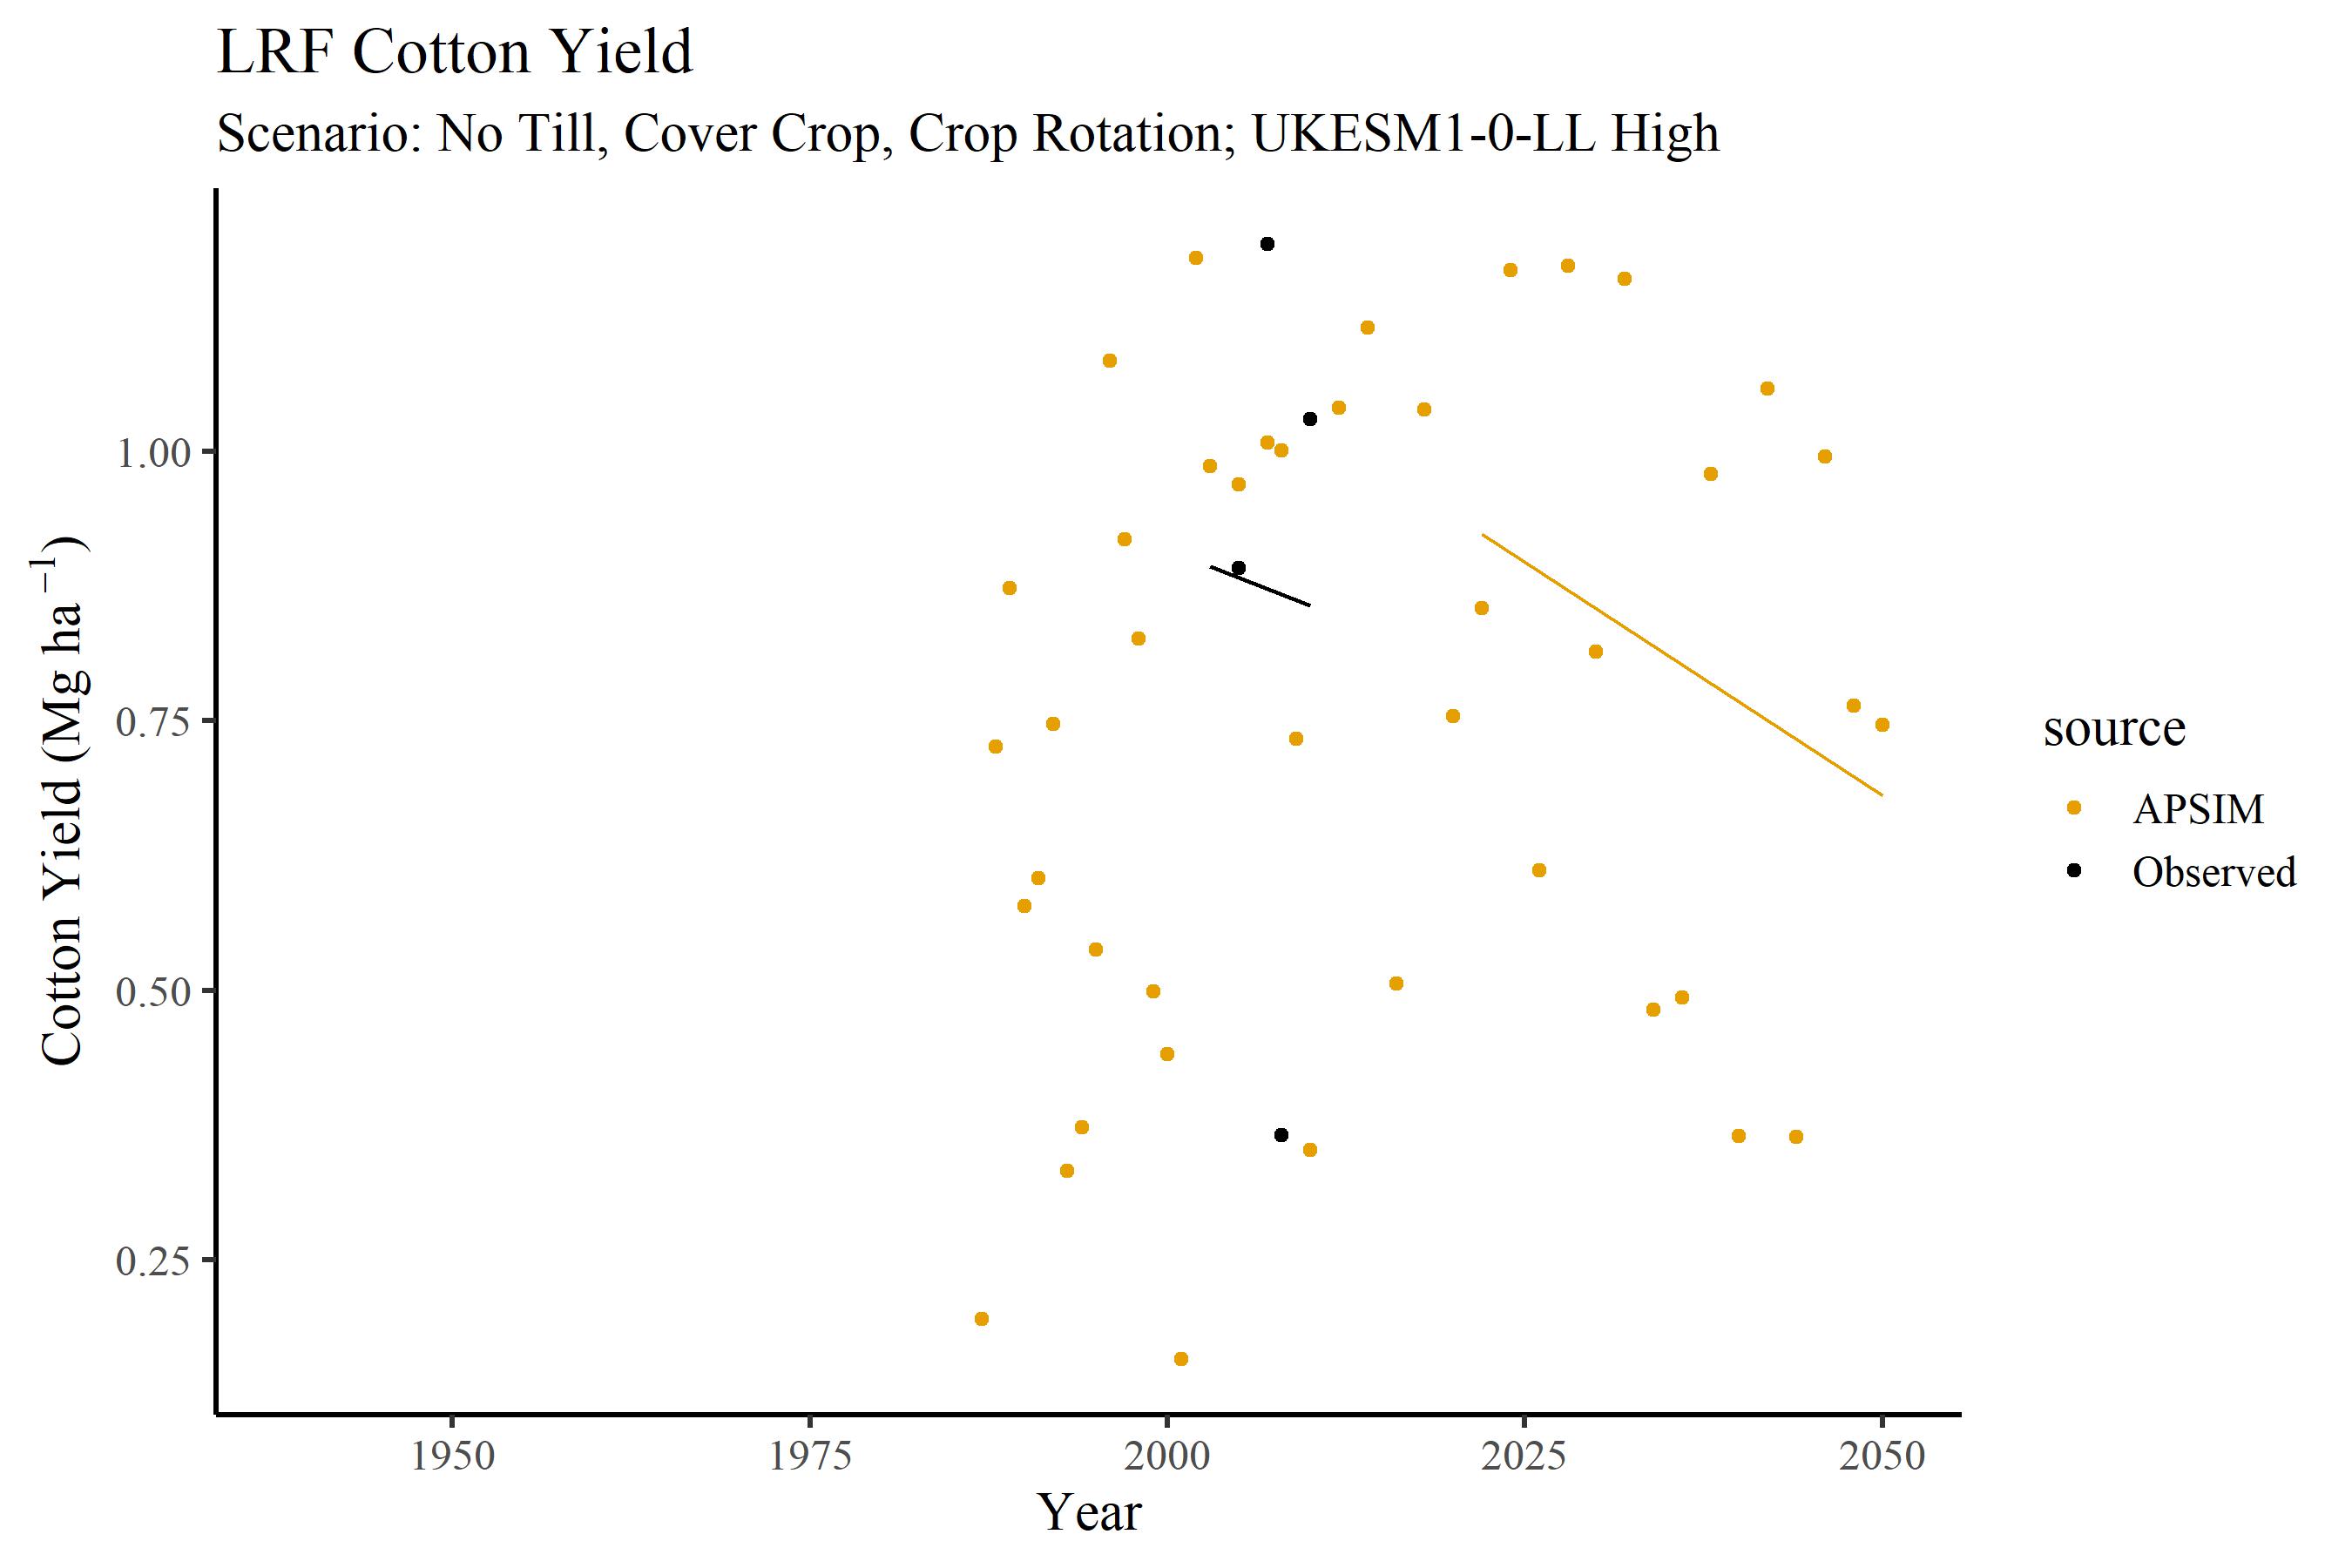 LRF Cotton Yield
Scenario: No Till, Cover Crop, Crop Rotation; UKESM1-0-LL High
Cotton Yield (Mg ha −1)
1.00
0.75
0.50
0.25
1950 1975 2000 2025 2050
Year
source
APSIM
Observed